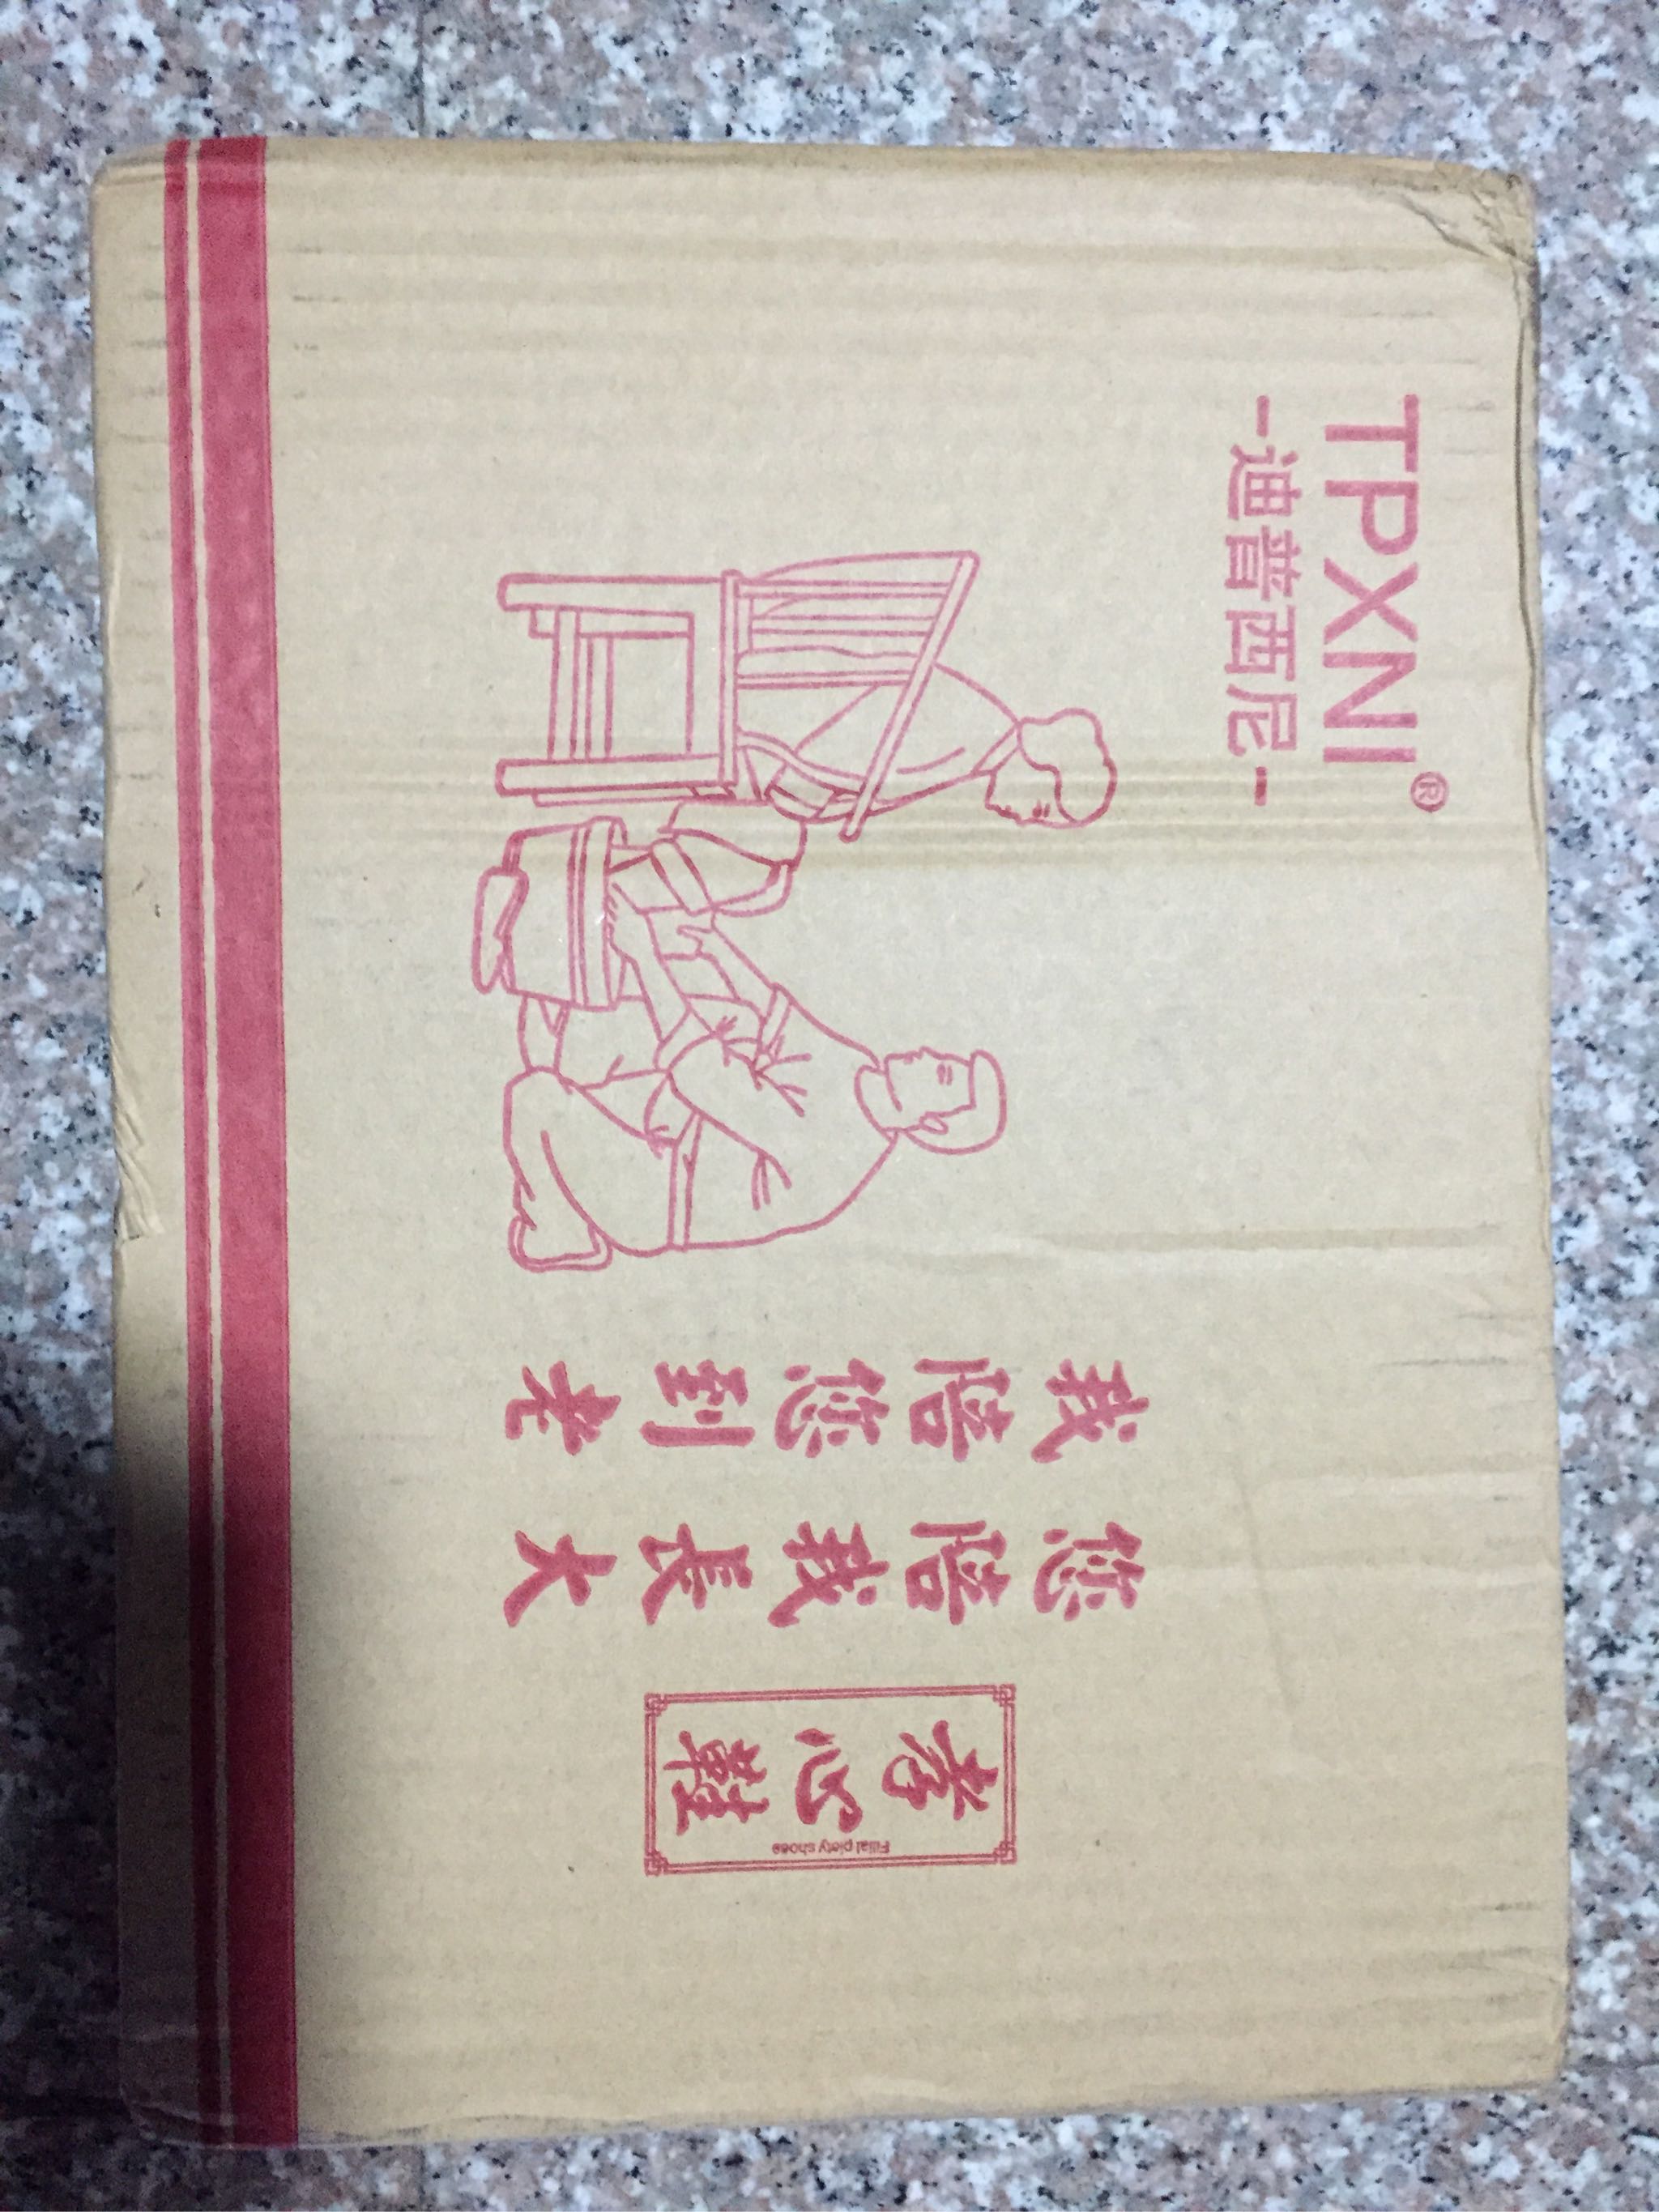 TPXNI®
-迪普西尼-
孝心鞋
Filial piety shoes
您陪我長大
我陪您到老